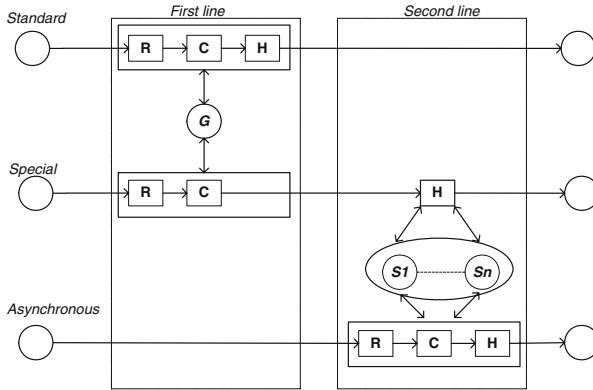 First line
Second line
Standard
R
C
H
G
Special
R
C
H
S1
Sn
Asynchronous
R
C
H